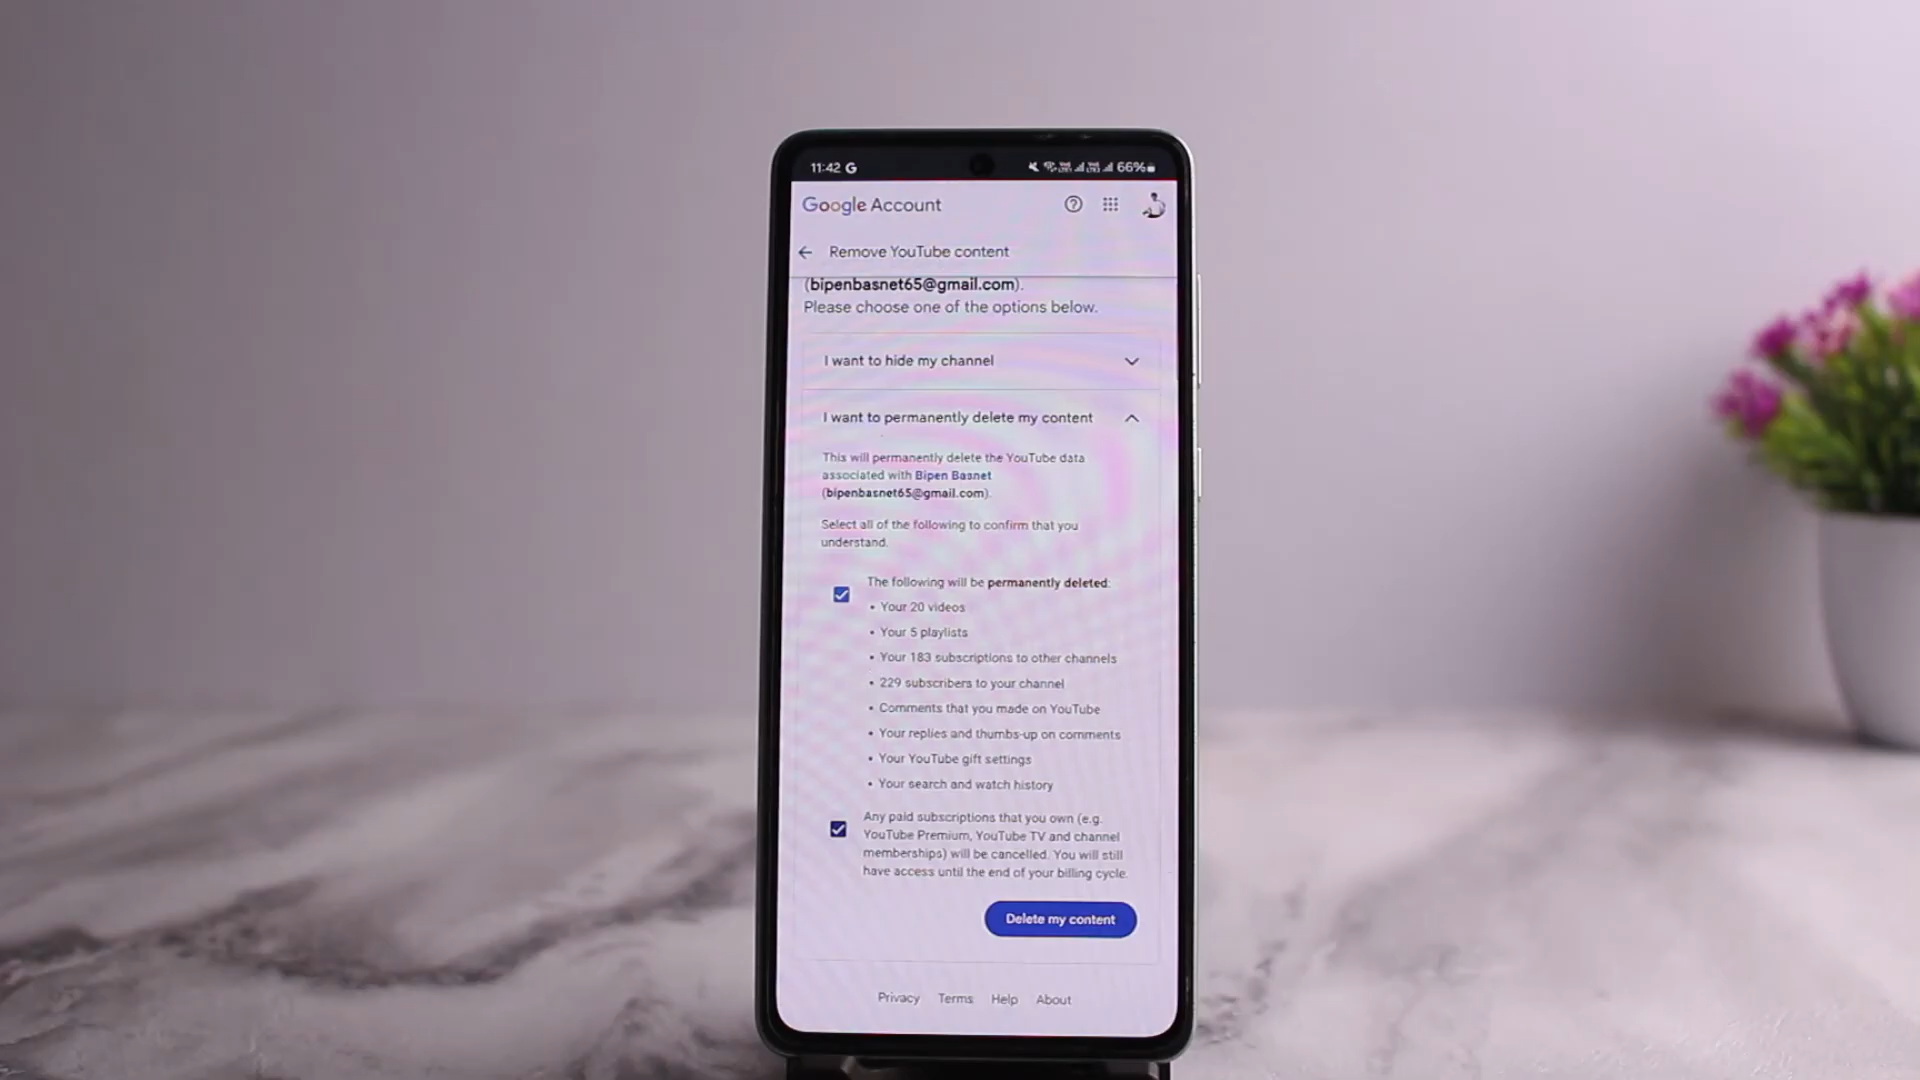 11:42 G
66%
Google Account
Remove YouTube content
(bipenbasnet65@gmail.com).
Please choose one of the options below.
I want to hide my channel
I want to permanently delete my content
This will permanently delete the YouTube data
associated with Bipen Basnet
(bipenbasnet65@gmail.com).
Select all of the following to confirm that you
understand.
The following will be permanently deleted:
• Your 20 videos
• Your 5 playlists
• Your 183 subscriptions to other channels
• 229 subscribers to your channel
• Comments that you made on YouTube
• Your replies and thumbs-up on comments
• Your YouTube gift settings
• Your search and watch history
Any paid subscriptions that you own (e.g.
YouTube Premium, YouTube TV and channel
memberships) will be cancelled. You will still
have access until the end of your billing cycle.
Delete my content
Privacy Terms Help About